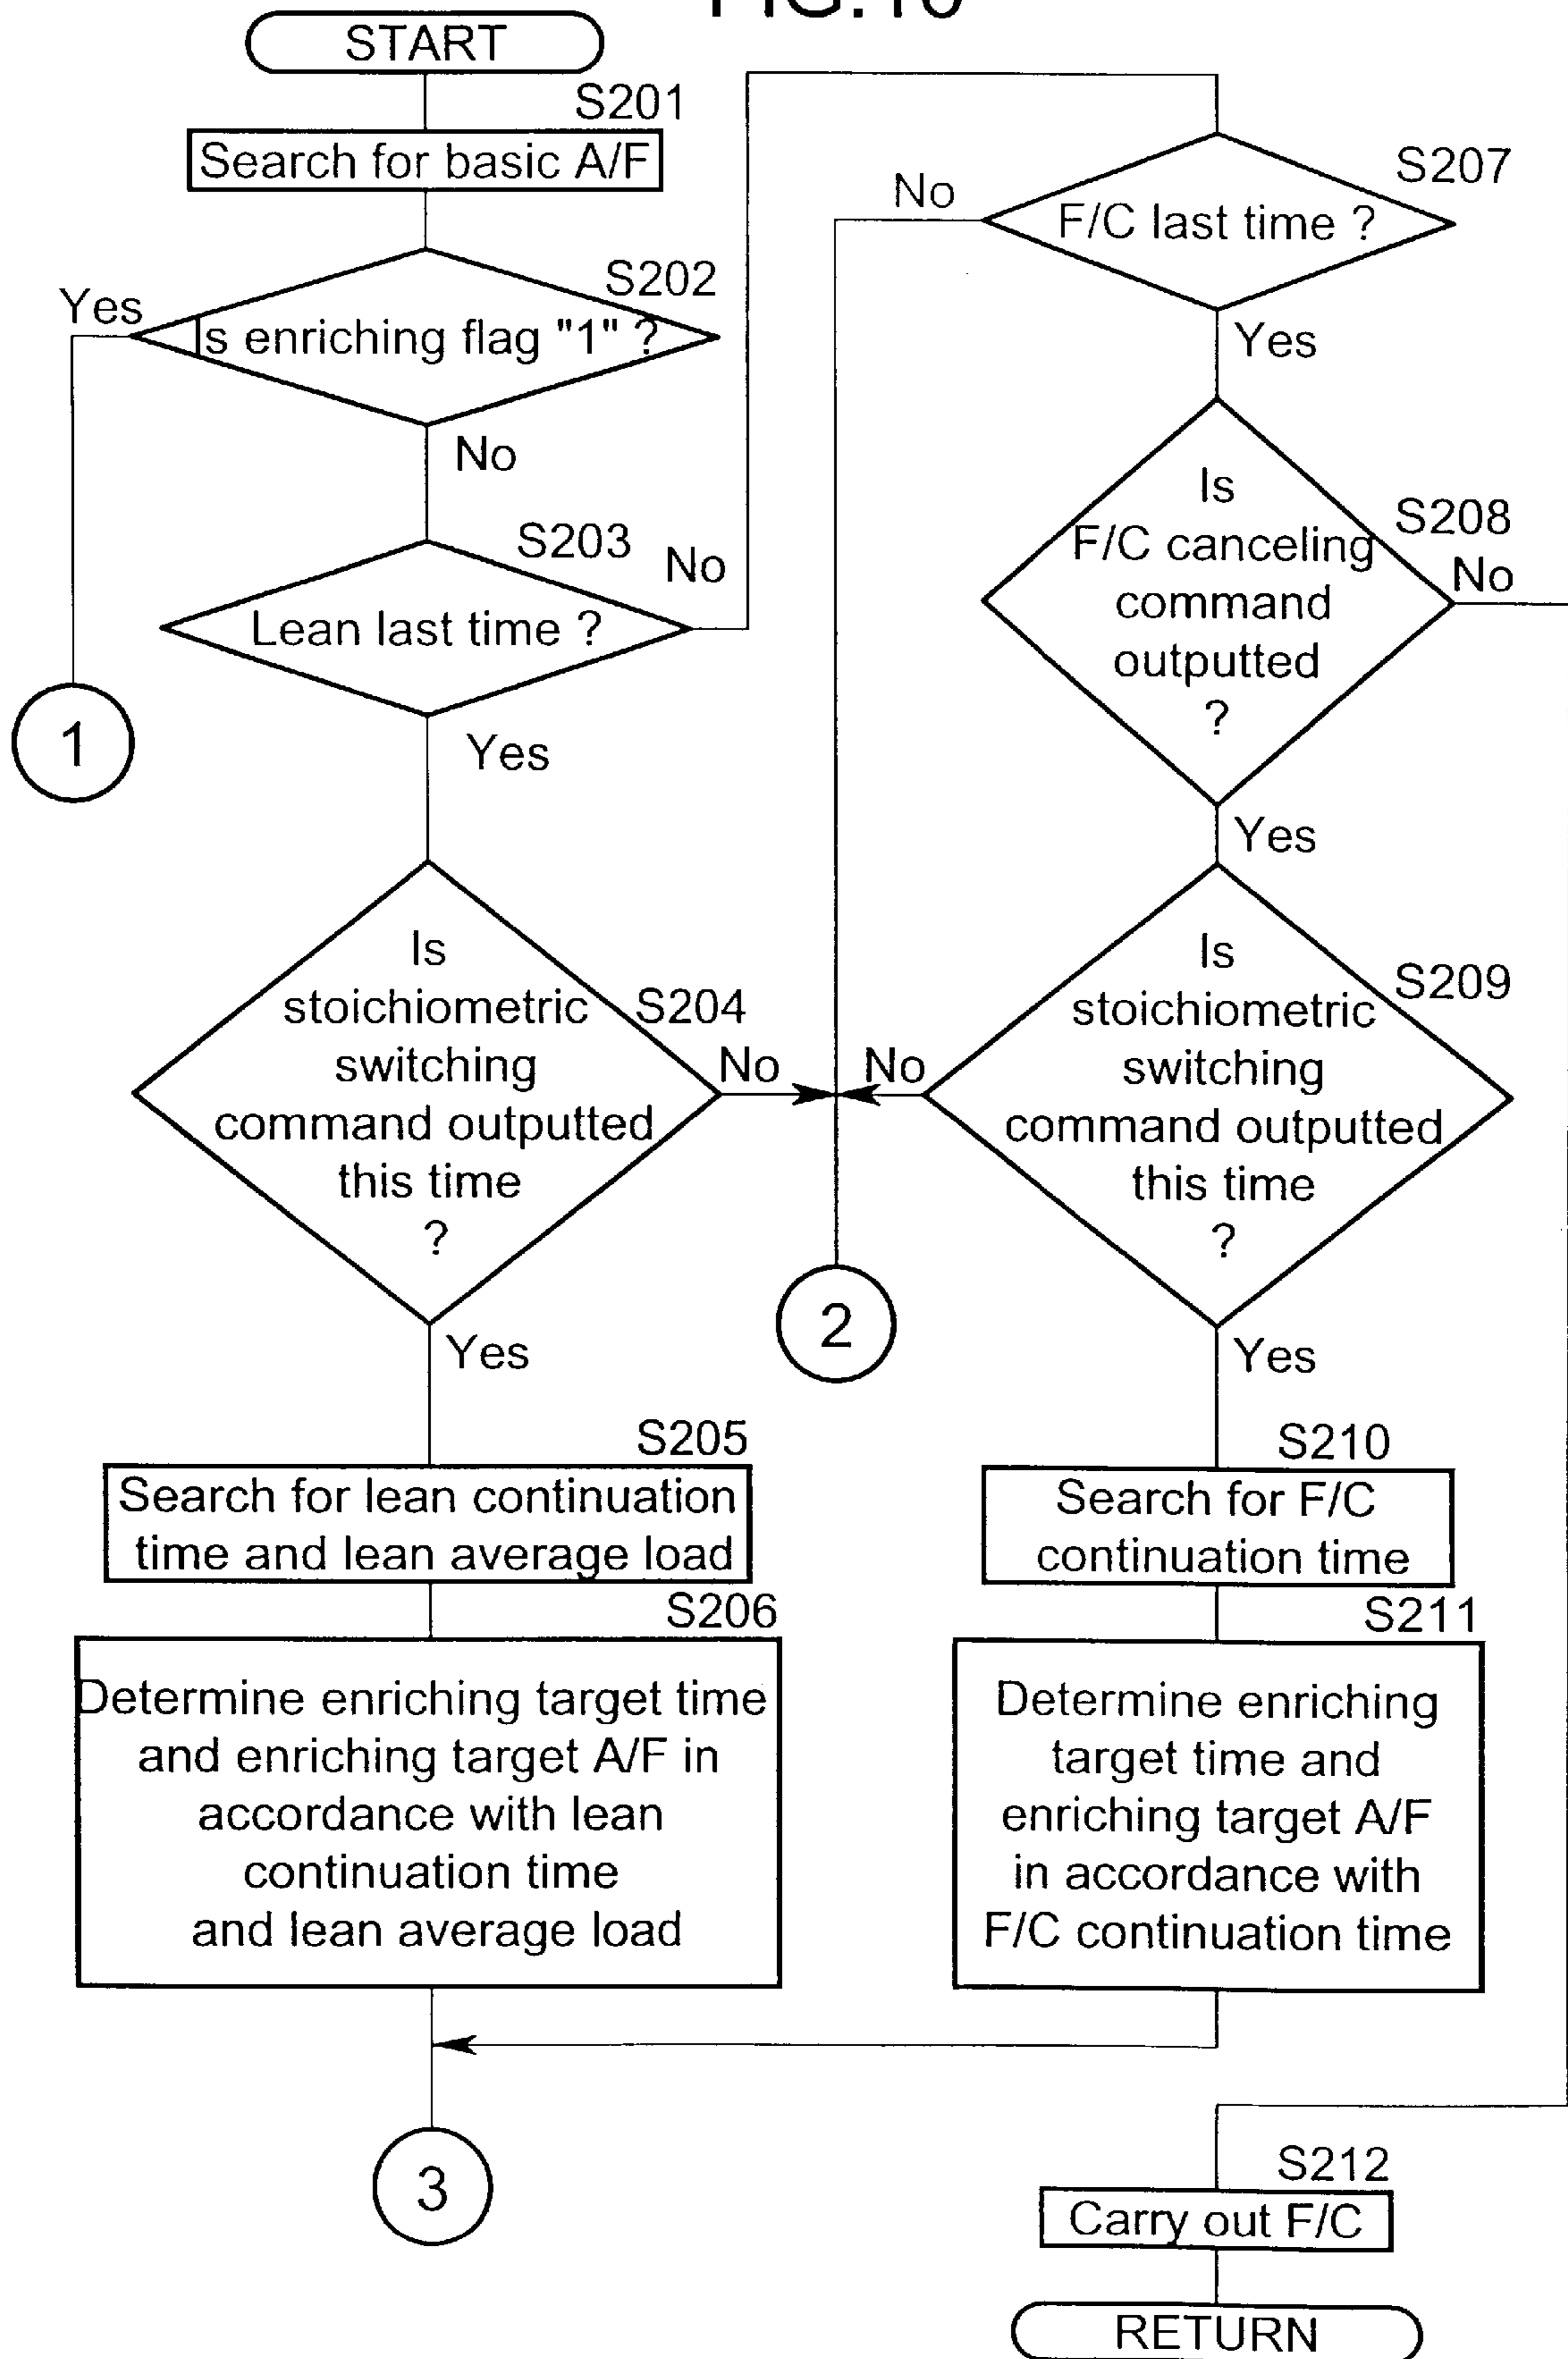 FIG.10
START
S201
Search for basic A/F
S202
Yes
Is enriching flag "1" ?
No
S203
No
Lean last time ?
Yes
1
Is
stoichiometric
switching
command outputted
this time
?
S204
No
Yes
S205
Search for lean continuation
time and lean average load
S206
Determine enriching target time
and enriching target A/F in
accordance with lean
continuation time
and lean average load
3
S207
No
F/C last time ?
Yes
Is
F/C canceling
command
outputted
?
S208
No
Yes
Is
stoichiometric
switching
command outputted
this time
?
S209
No
2
Yes
S210
Search for F/C
continuation time
S211
Determine enriching
target time and
enriching target A/F
in accordance with
F/C continuation time
S212
Carry out F/C
RETURN